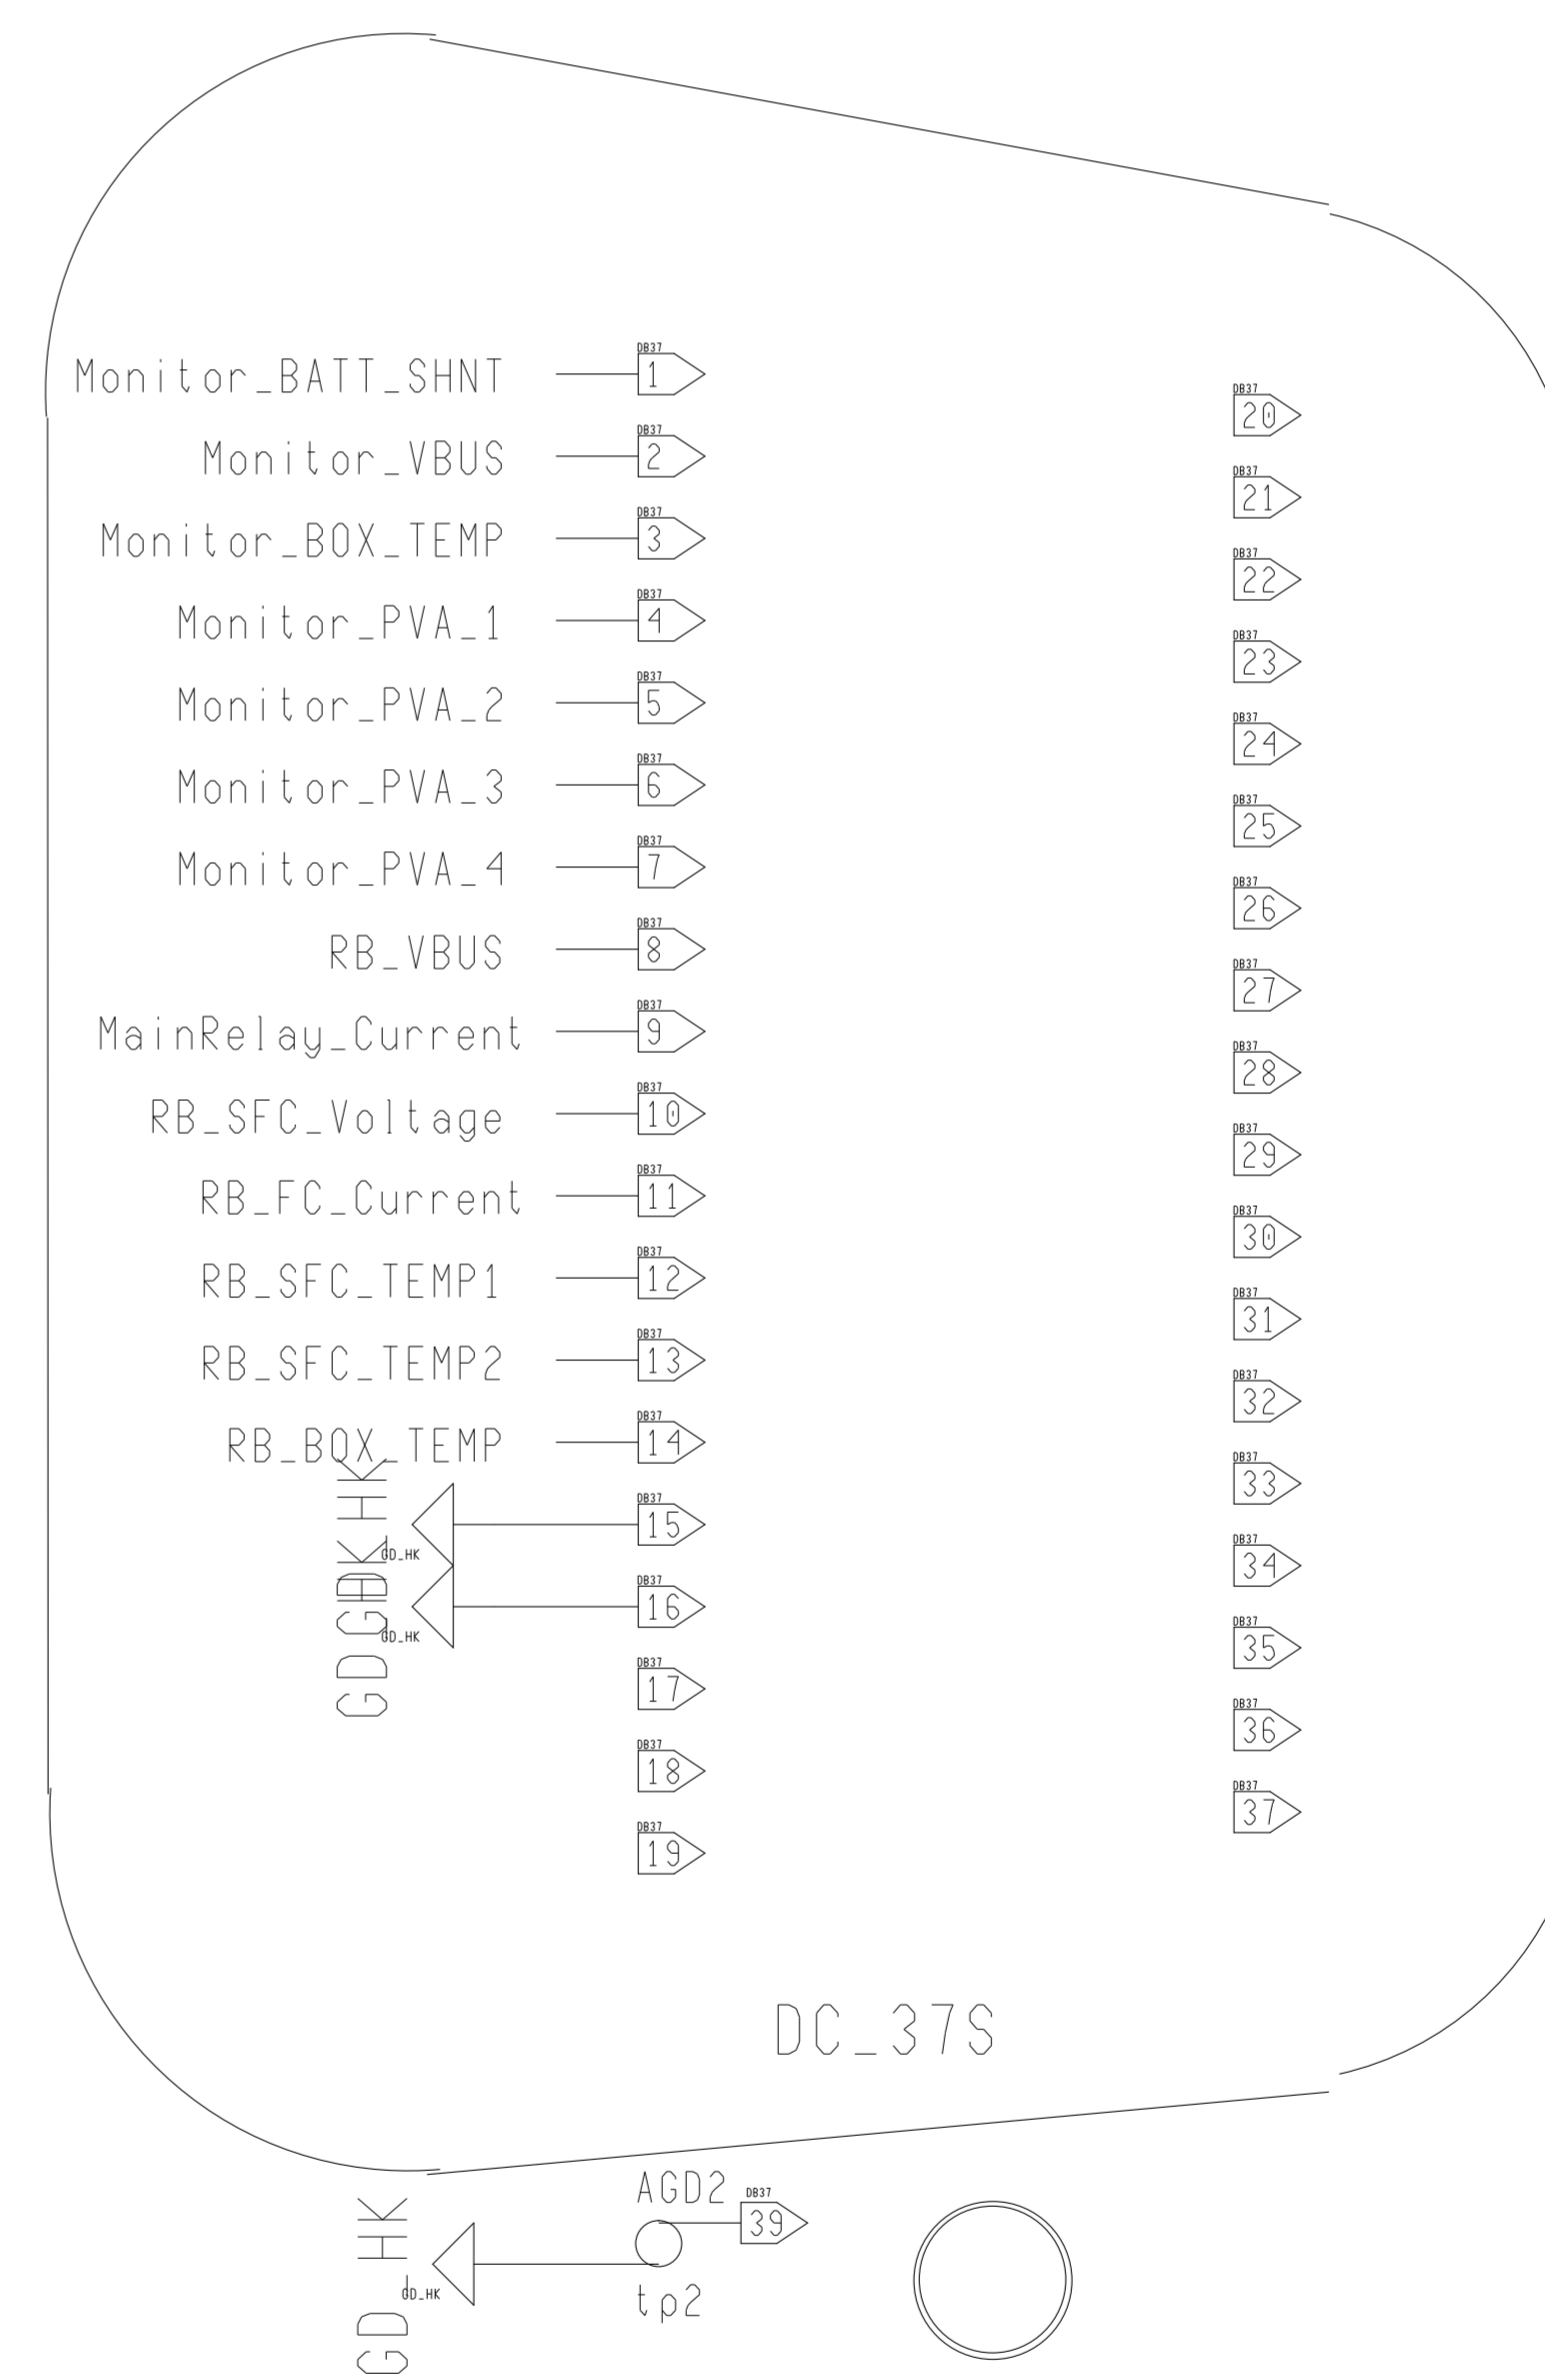 Monitor_BATT_SHNT DB37 1
DB37 20
Monitor_VBUS DB37 2
DB37 21
Monitor_BOX_TEMP DB37 3
DB37 22
Monitor_PVA_1 DB37 4
DB37 23
Monitor_PVA_2 DB37 5
DB37 24
Monitor_PVA_3 DB37 6
DB37 25
Monitor_PVA_4 DB37 7
DB37 26
RB_VBUS DB37 8
DB37 27
MainRelay_Current DB37 9
DB37 28
RB_SFC_Voltage DB37 10
DB37 29
RB_FC_Current DB37 11
DB37 30
RB_SFC_TEMP1 DB37 12
DB37 31
RB_SFC_TEMP2 DB37 13
DB37 32
RB_BOX_TEMP DB37 14
DB37 33
GD_HK GD_HK DB37 15
DB37 34
GD_HK GD_HK DB37 16
DB37 35
DB37 17
DB37 36
DB37 18
DB37 37
DB37 19
DC_37S
AGD2 DB37 39
GD_HK GD_HK
tp2